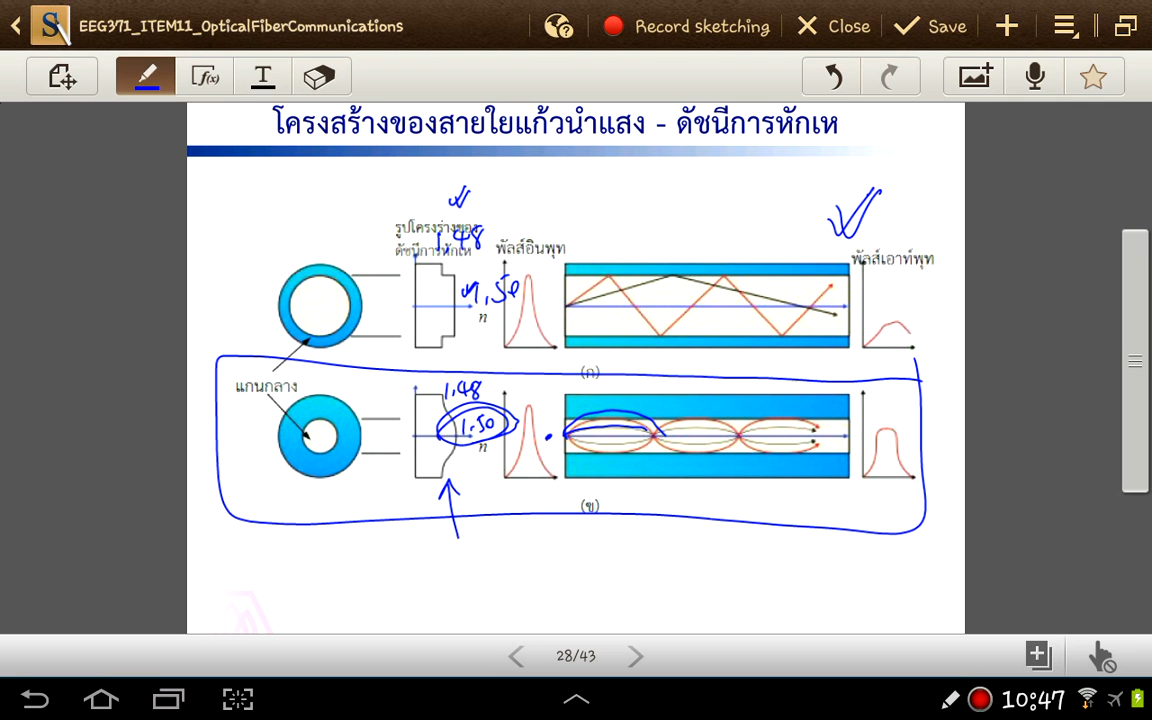 EEG371_ITEM11_OpticalFiberCommunications
Record sketching
Close
Save
f(x)
T
โครงสร้างของสายใยแก้วนำแสง - ดัชนีการหักเห
รูปโครงร่างของ
ดัชนีการหักเห
1.48
พัลส์อินพุท
พัลส์เอาท์พุท
1.50
n
(ก)
แกนกลาง
1.48
1.50
n
(ข)
28/43
10:47